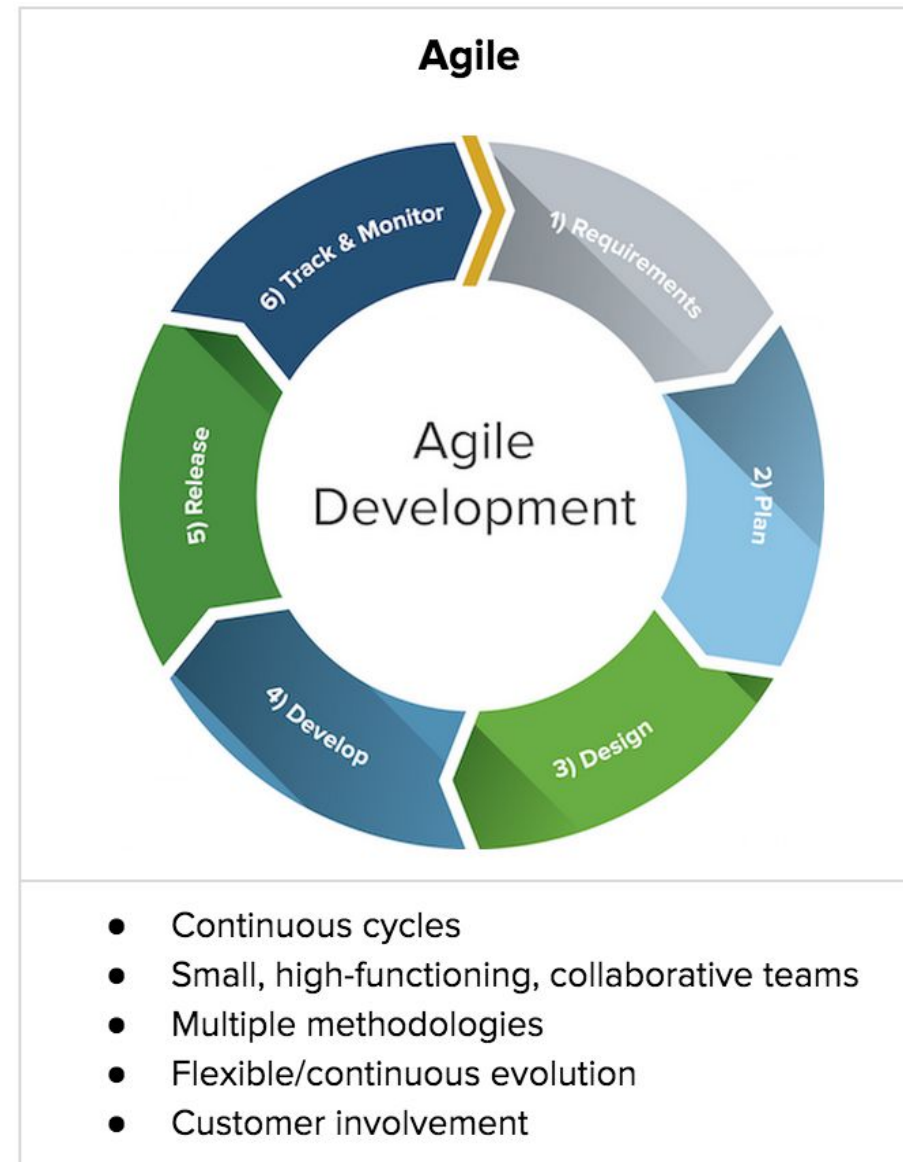 Agile
1) Requirements
2) Plan
3) Design
4) Develop
5) Release
6) Track & Monitor
Agile
Development
● Continuous cycles
● Small, high-functioning, collaborative teams
● Multiple methodologies
● Flexible/continuous evolution
● Customer involvement